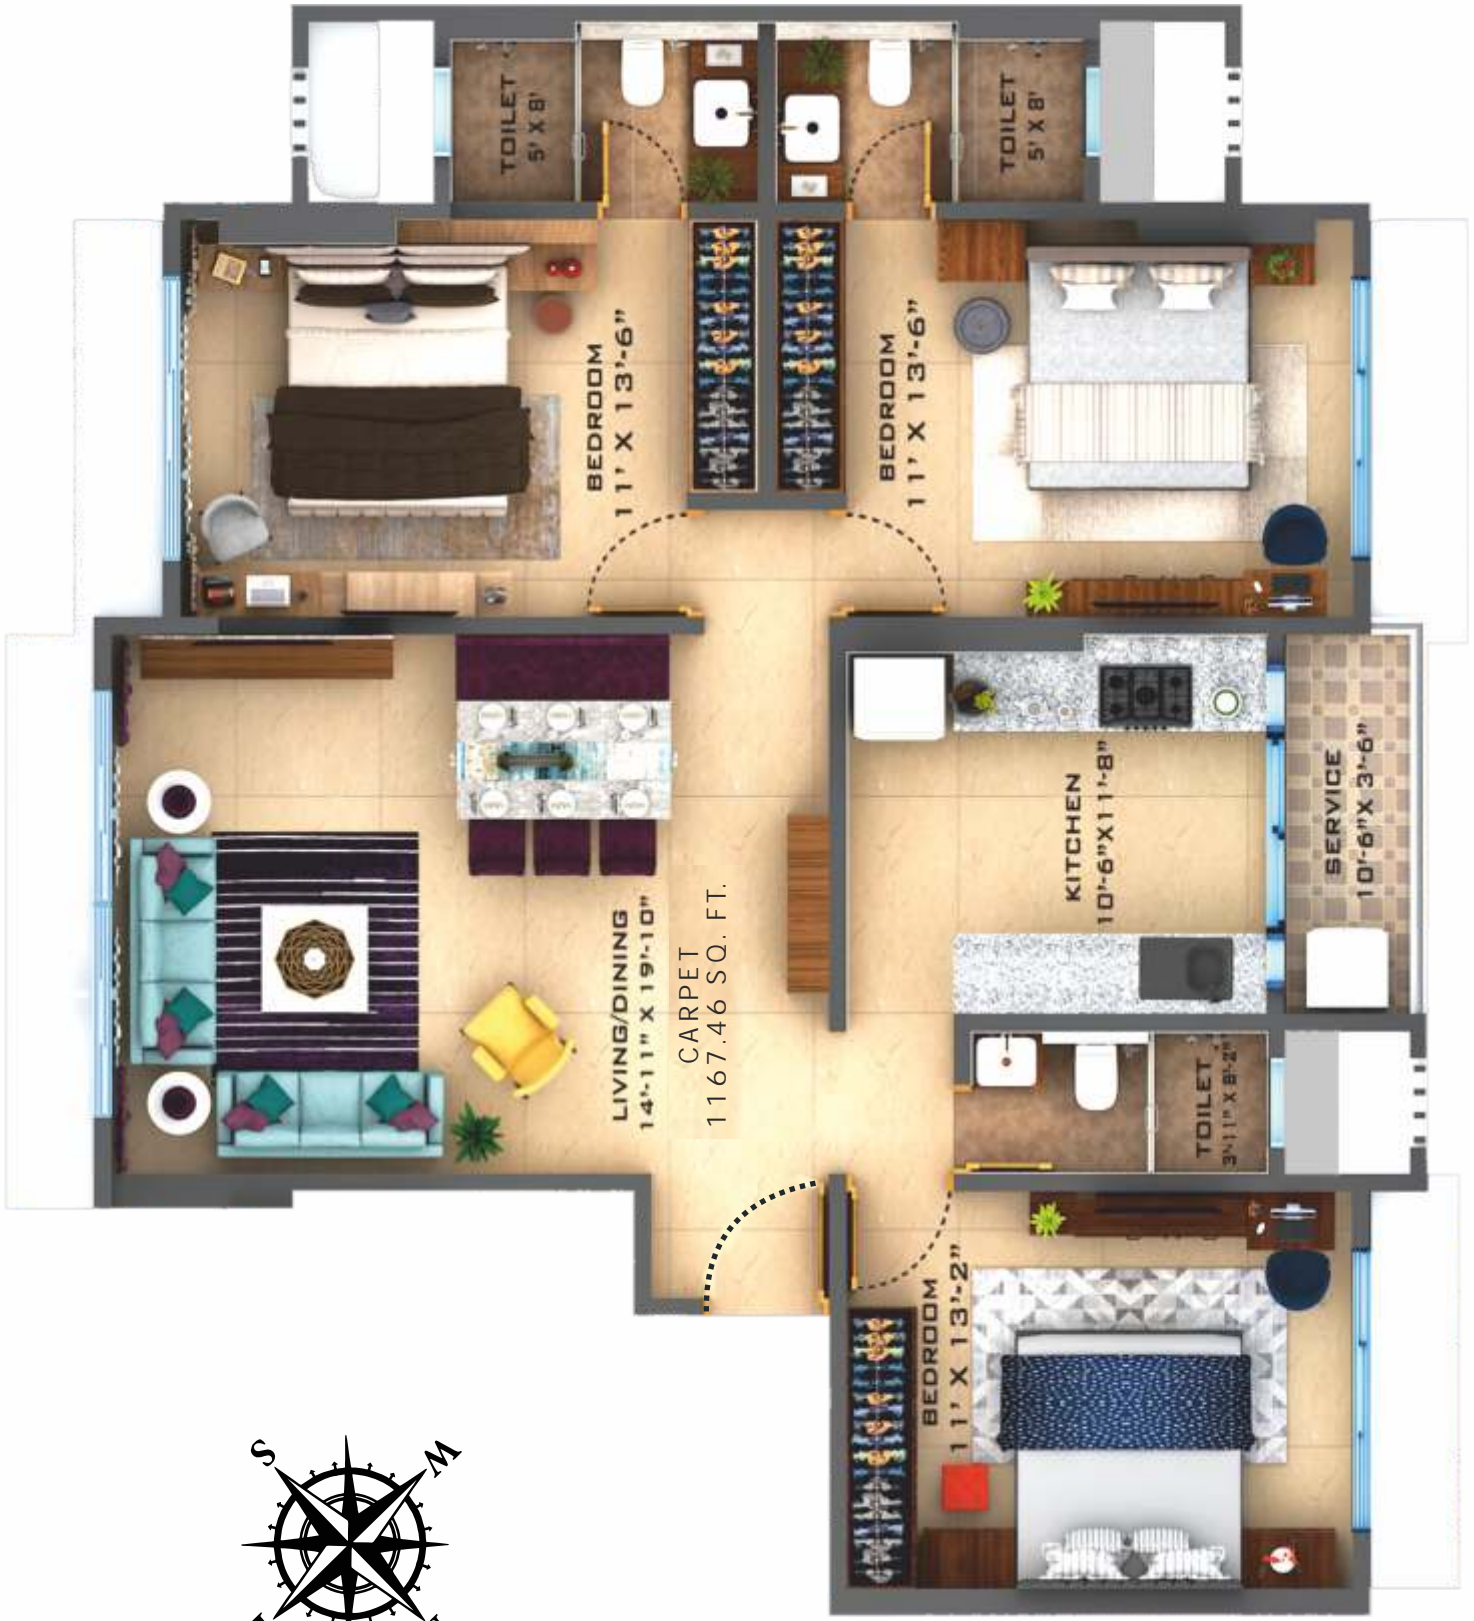 TOILET
5' X 8'
TOILET
5' X 8'
BEDROOM
11' X 13'-6"
BEDROOM
11' X 13'-6"
KITCHEN
10'-6"X11'-8"
SERVICE
10'-6"X 3'-6"
LIVING/DINING
14'-11" X 19'-10"
CARPET
1167.46 SQ. FT.
TOILET
3'-11" X 8'-2"
BEDROOM
11' X 13'-2"
S
W